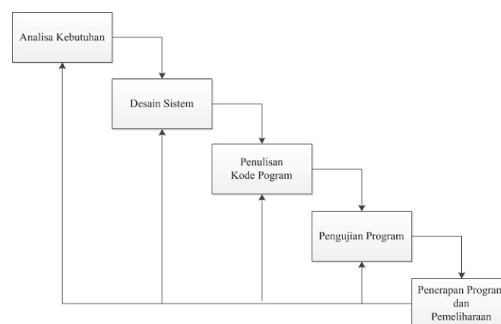 Analisa Kebutuhan
Desain Sistem
Penulisan
Kode Pogram
Pengujian Program
Penerapan Program
dan
Pemeliharaan